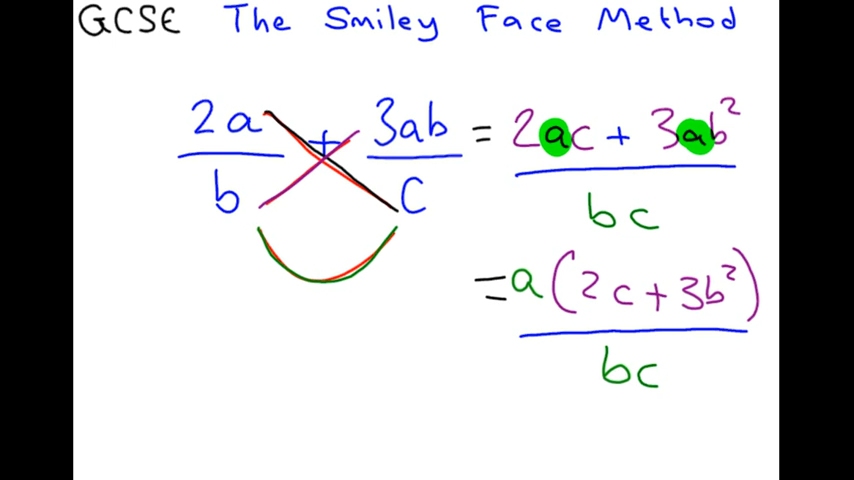 GCSE The Smiley Face Method
2a/b + 3ab/c = 2ac + 3ab²/bc
= a(2c + 3b²)/bc